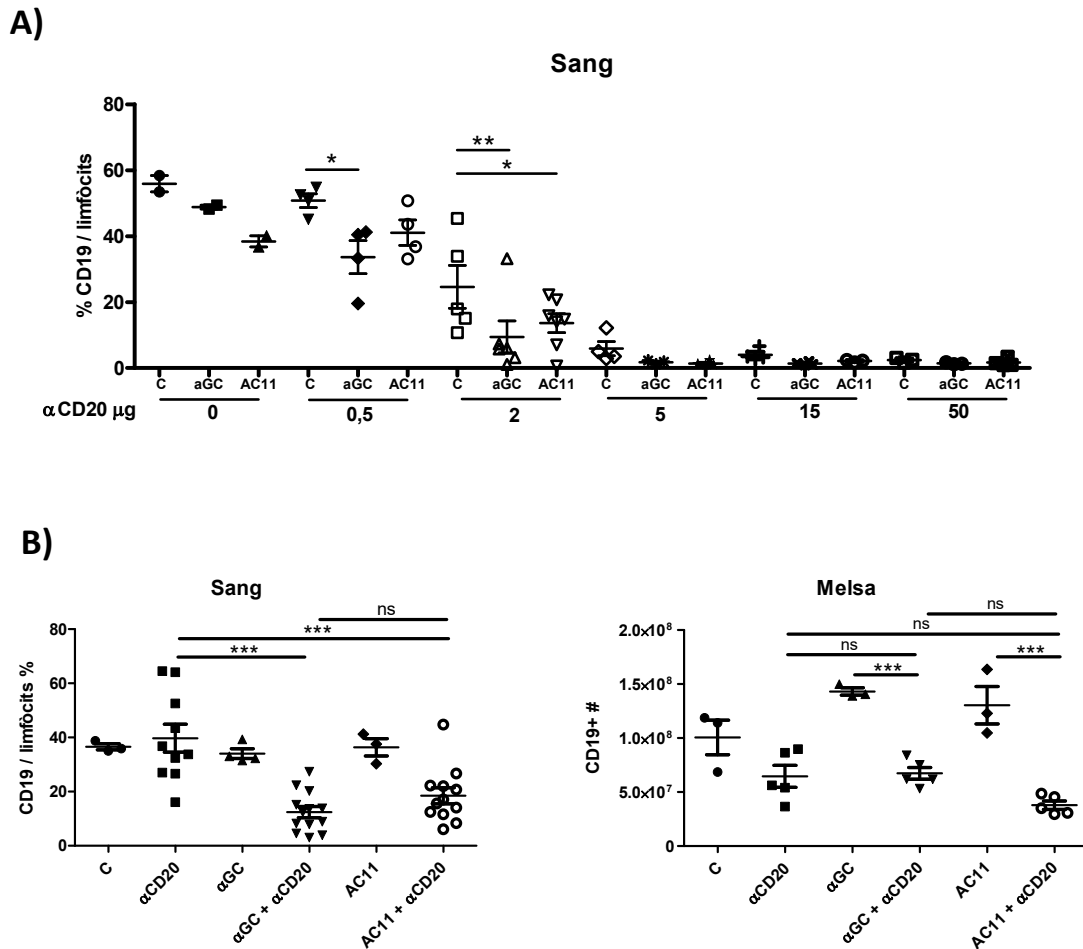 A)
Sang
% CD19 / limfòcits
80
60
40
20
0
* ** *
C aGC AC11 C aGC AC11 C aGC AC11 C aGC AC11 C aGC AC11 C aGC AC11
αCD20 µg 0 0,5 2 5 15 50
B)
Sang
CD19 / limfòcits %
80
60
40
20
0
ns
***
***
C αCD20 αGC αGC + αCD20 AC11 AC11 + αCD20
Melsa
CD19+ #
2.0×10⁸
1.5×10⁸
1.0×10⁸
5.0×10⁷
0
ns
ns
ns
*** ***
C αCD20 αGC αGC + αCD20 AC11 AC11 + αCD20